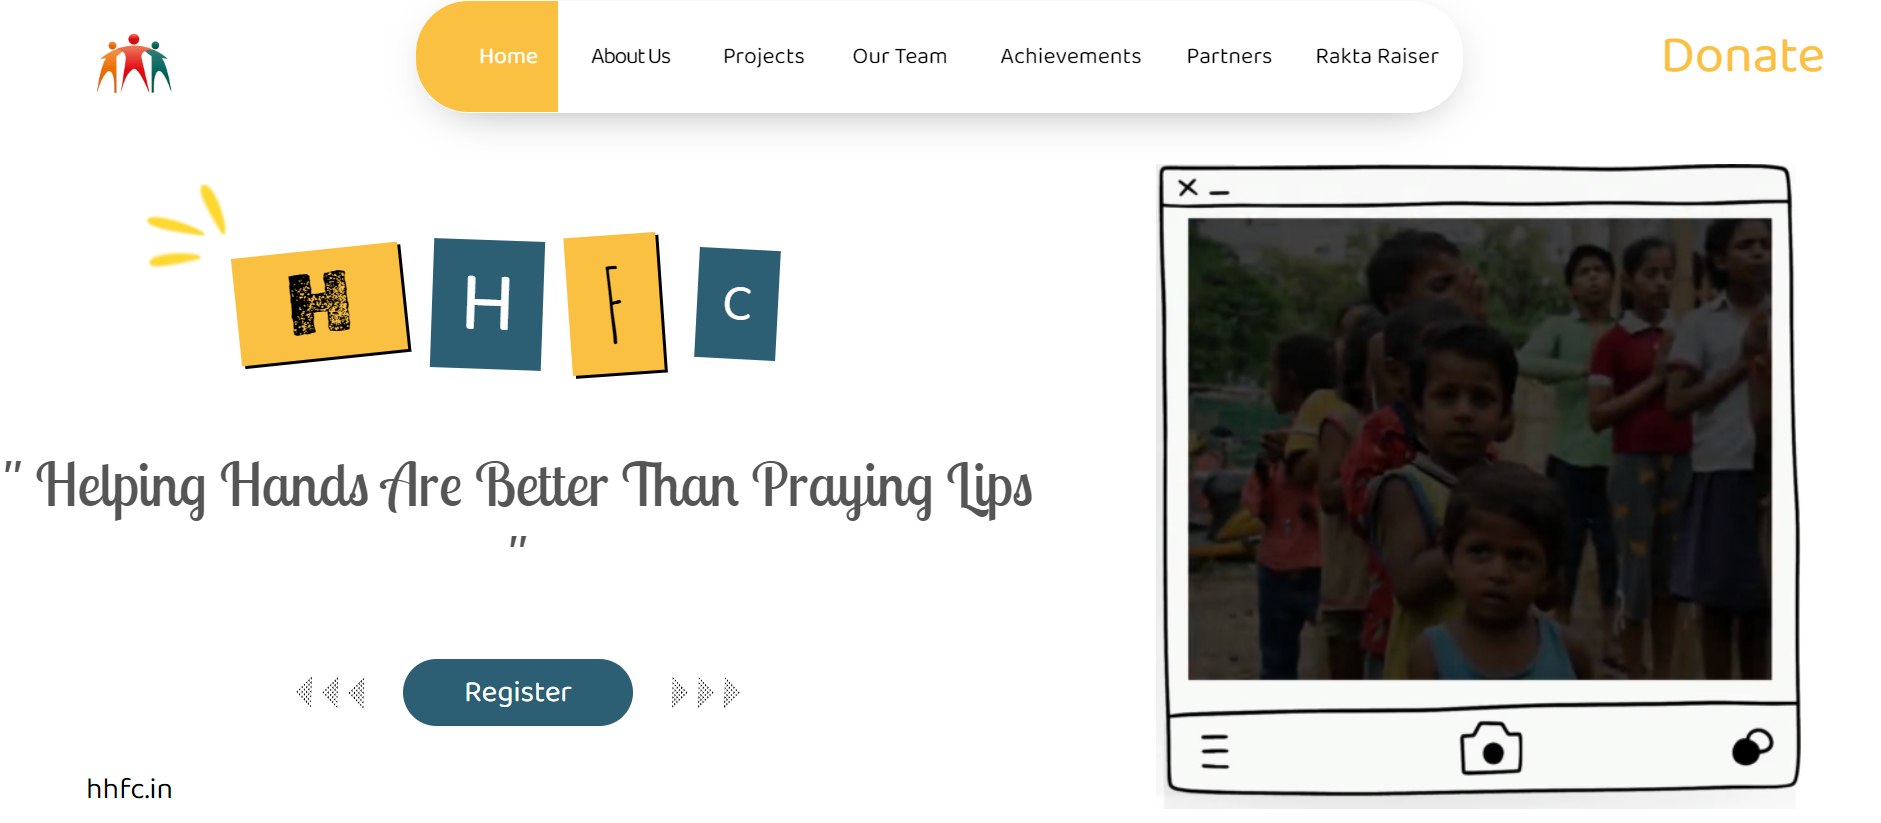 Home About Us Projects Our Team Achievements Partners Rakta Raiser Donate
H H F C
" Helping Hands Are Better Than Praying Lips
"
Register
hhfc.in